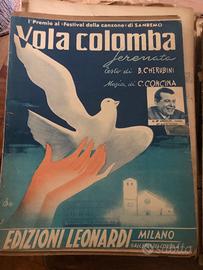 1° Premio al «Festival della canzone» di SANREMO
Vola colomba
Serenata
testo di B. CHERUBINI
Musica di C. CONCINA
EDIZIONI LEONARDI
MILANO
subito